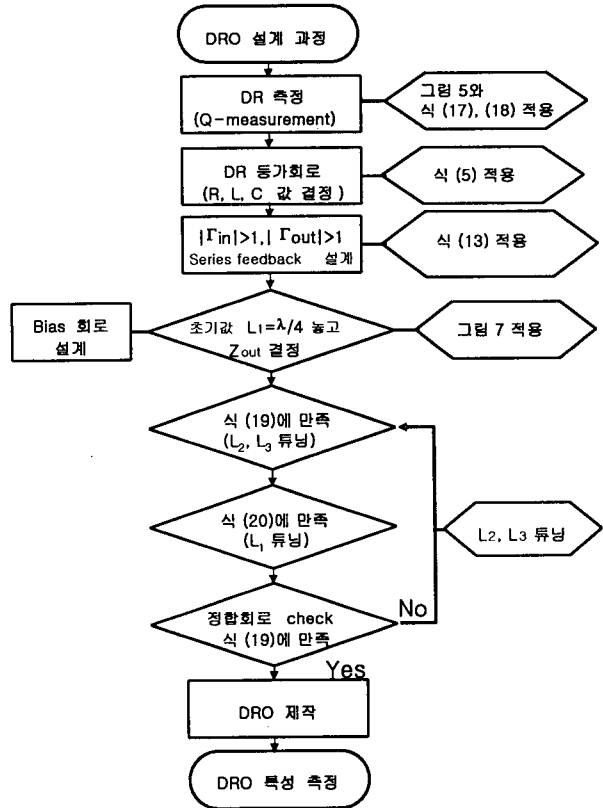 DRO 설계 과정
DR 측정
(Q-measurement)
그림 5와
식 (17), (18) 적용
DR 등가회로
(R, L, C 값 결정)
식 (5) 적용
|Γin|>1,| Γout|>1
Series feedback 설계
식 (13) 적용
Bias 회로
설계
초기값 L1=λ/4 놓고
Zout 결정
그림 7 적용
식 (19)에 만족
(L2, L3 튜닝)
식 (20)에 만족
(L1 튜닝)
L2, L3 튜닝
정합회로 check
식 (19)에 만족
No
Yes
DRO 제작
DRO 특성 측정